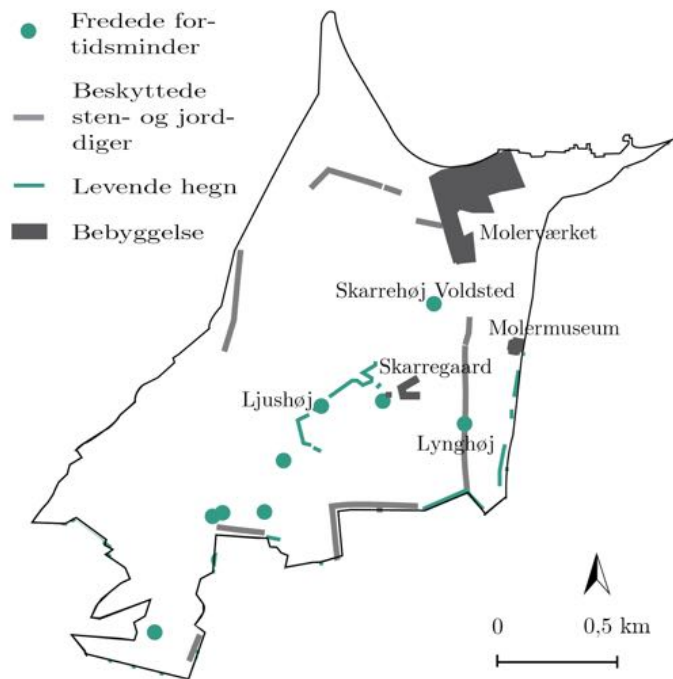 Fredede for-
tidsminder
Beskyttede
sten- og jord-
diger
Levende hegn
Bebyggelse
Molerværket
Skarrehøj Voldsted
Molermuseum
Skarregaard
Ljushøj
Lynghøj
0 0,5 km